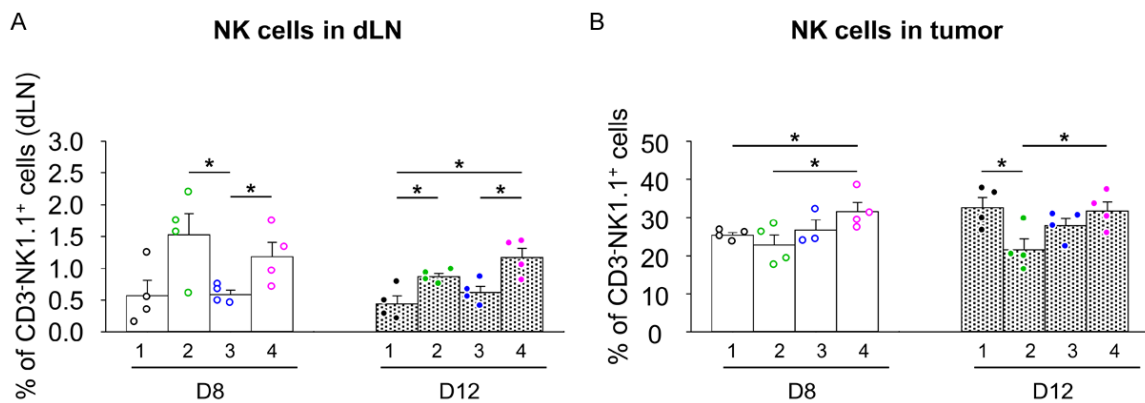 A
NK cells in dLN
% of CD3-NK1.1+ cells (dLN)
3.0
2.5
2.0
1.5
1.0
0.5
0.0
* * * * *
1 2 3 4 1 2 3 4
D8 D12
B
NK cells in tumor
% of CD3-NK1.1+ cells
50
40
30
20
10
0
* * * *
1 2 3 4 1 2 3 4
D8 D12